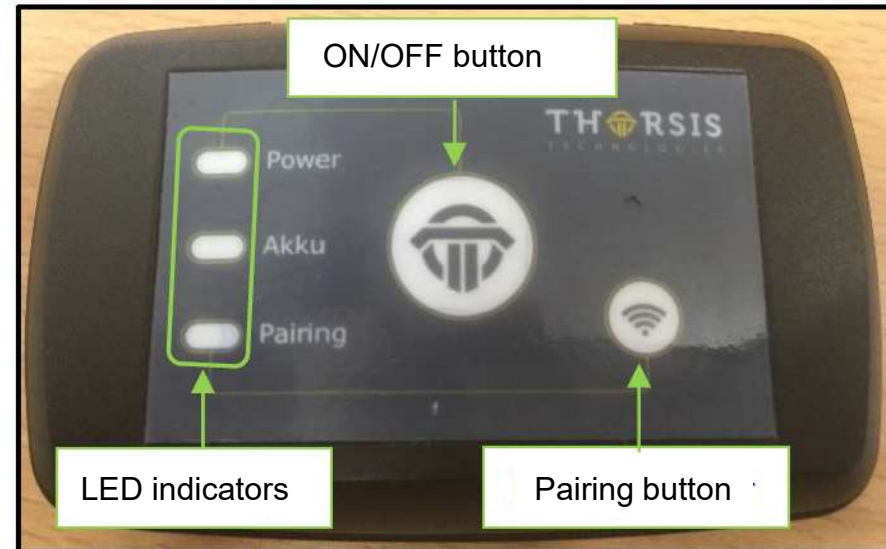 ON/OFF button
THORSIS
TECHNOLOGIES
Power
Akku
Pairing
LED indicators
Pairing button